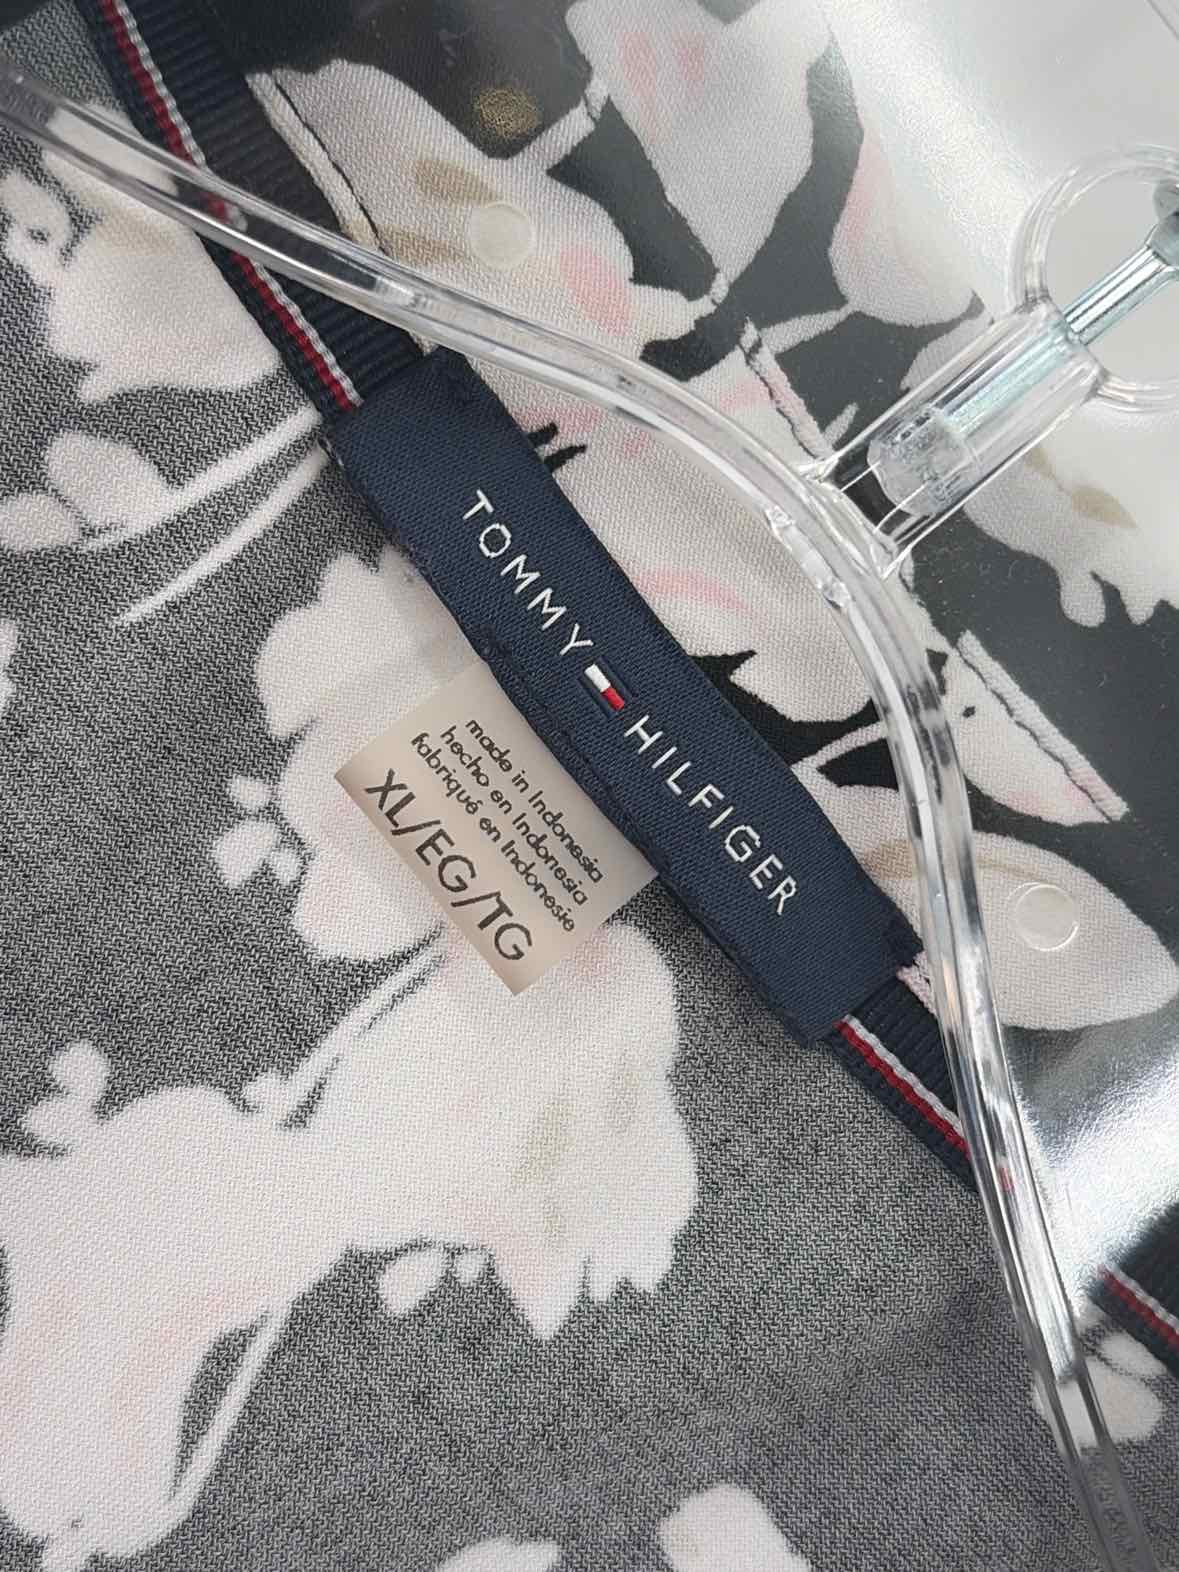 TOMMY HILFIGER
made in Indonesia
hecho en Indonesia
fabriqué en Indonesie
XL/EG/TG